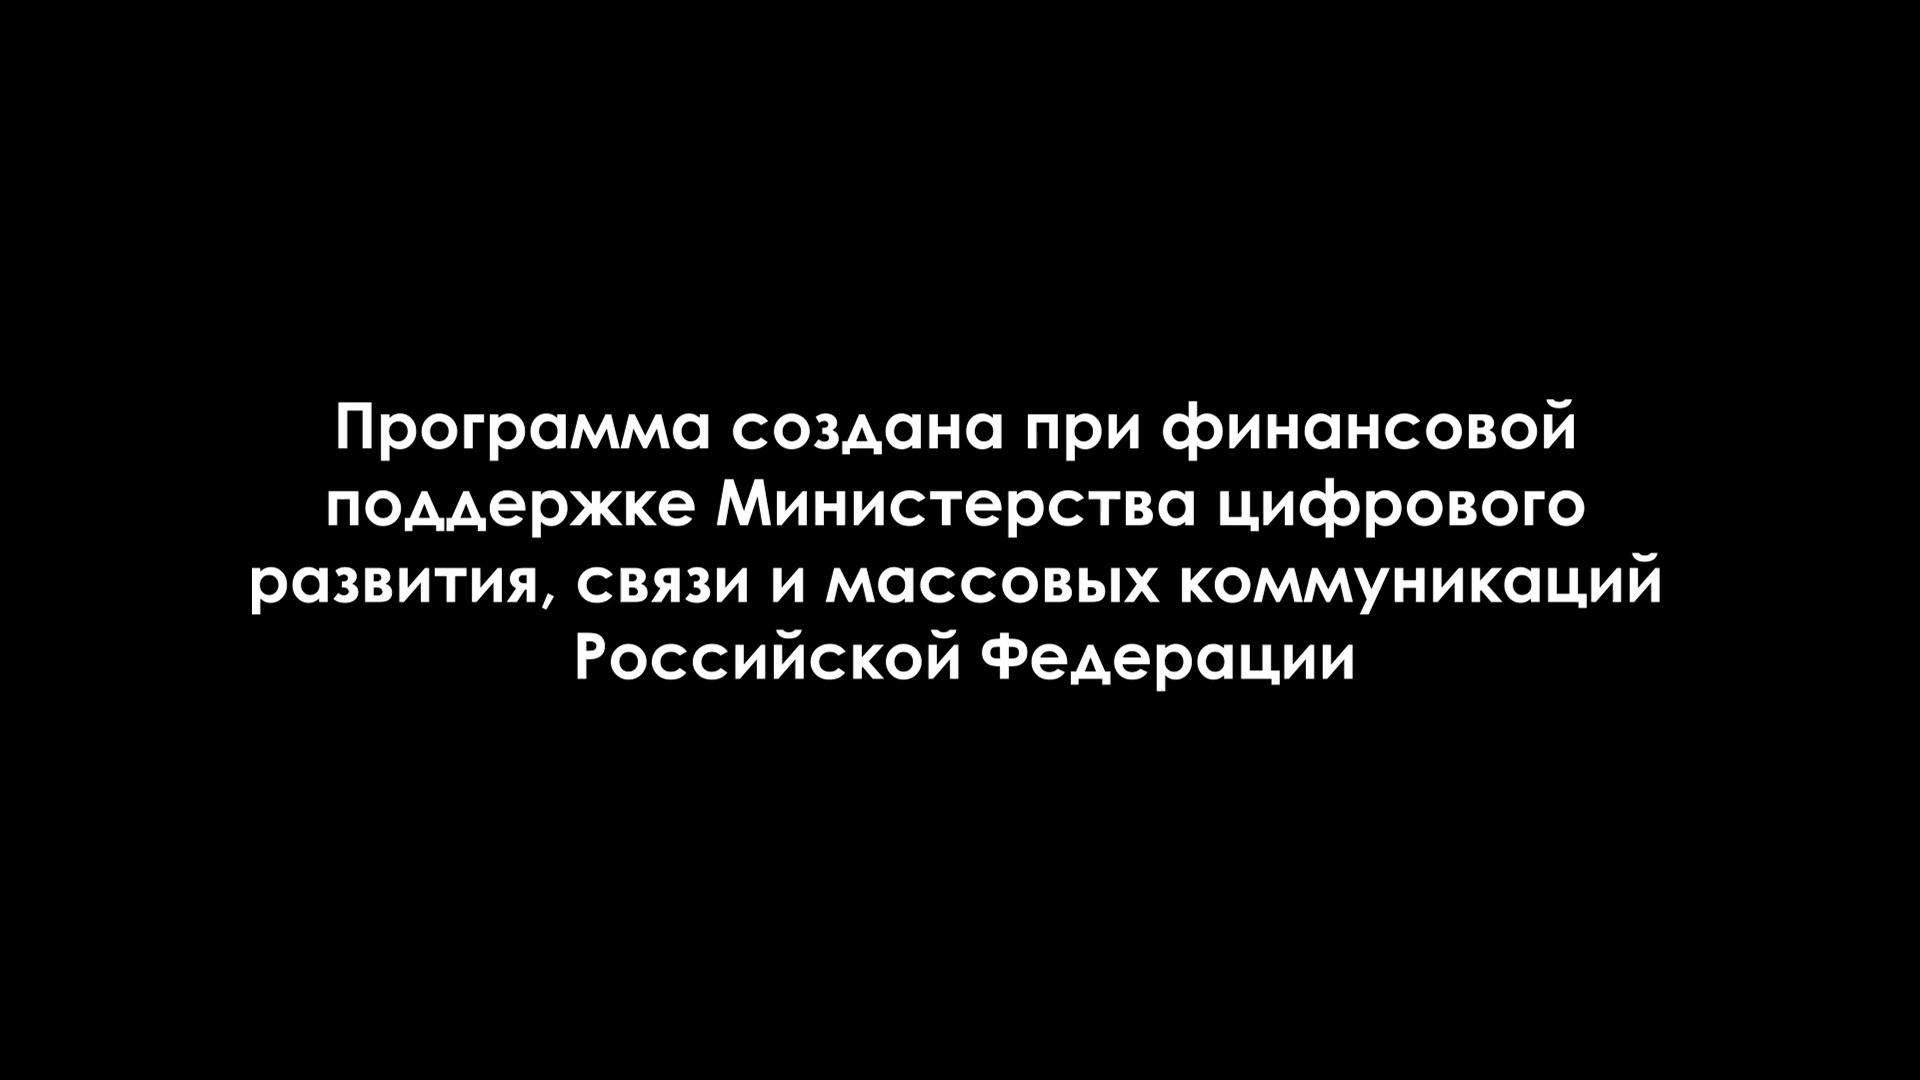 Программа создана при финансовой
поддержке Министерства цифрового
развития, связи и массовых коммуникаций
Российской Федерации